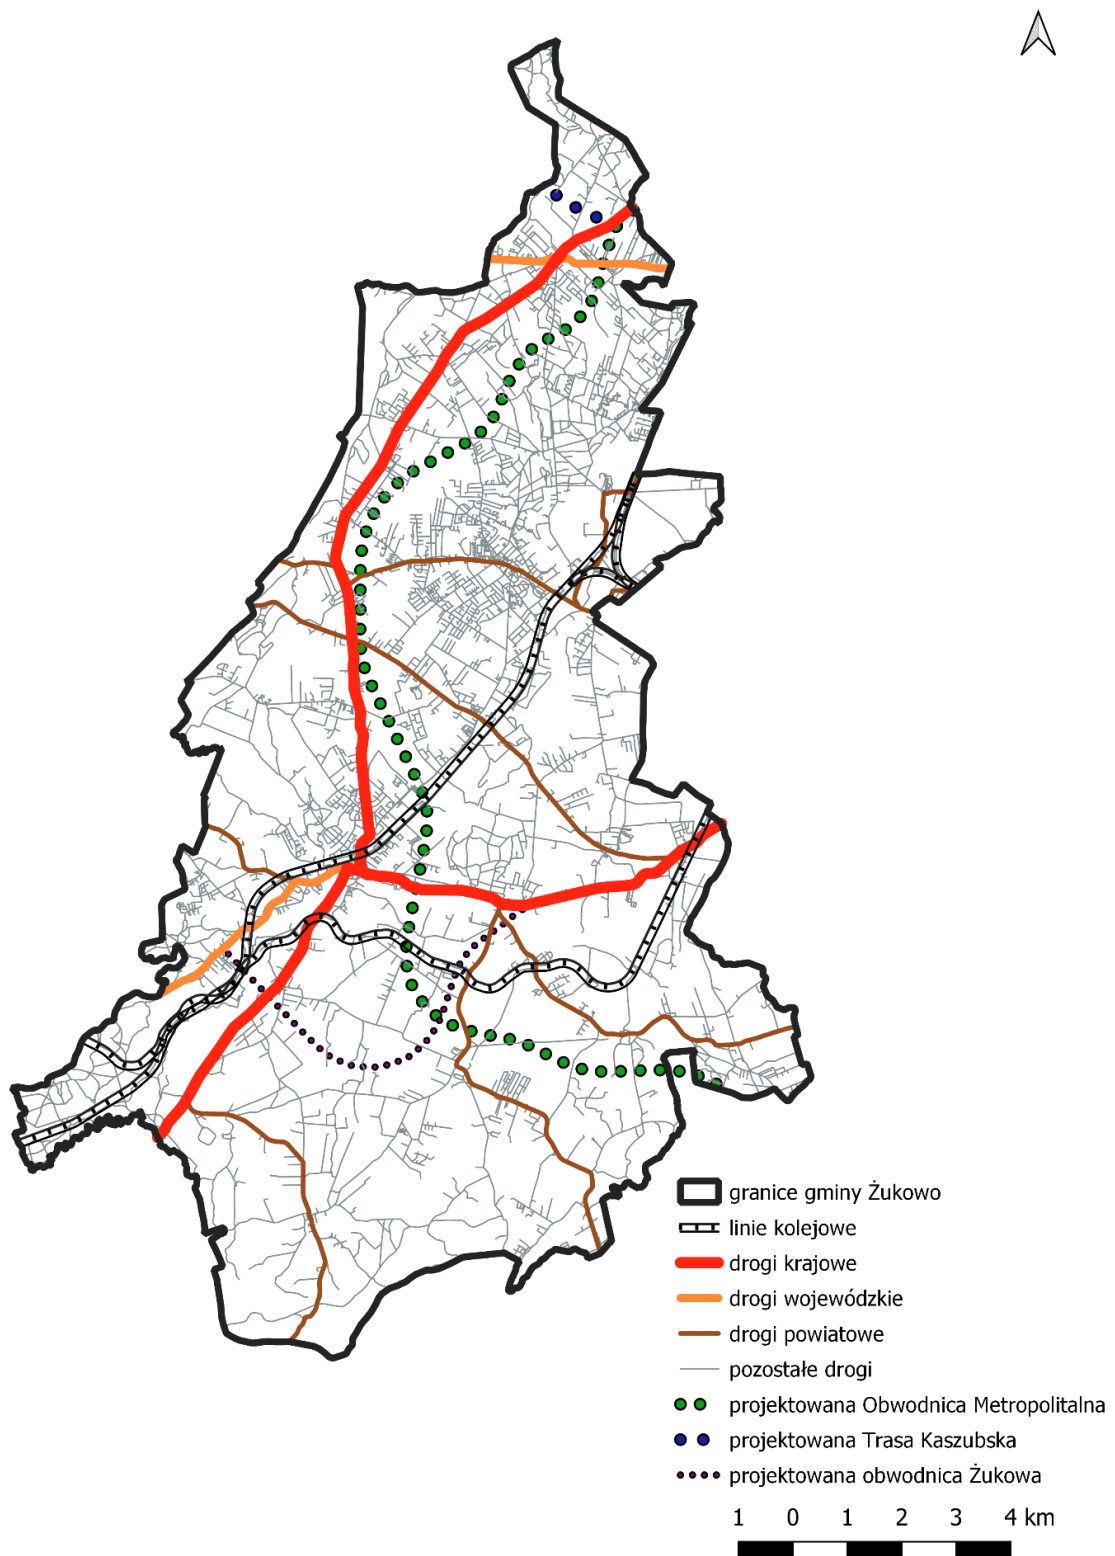 granice gminy Żukowo
linie kolejowe
drogi krajowe
drogi wojewódzkie
drogi powiatowe
pozostałe drogi
projektowana Obwodnica Metropolitalna
projektowana Trasa Kaszubska
projektowana obwodnica Żukowa
1 0 1 2 3 4 km